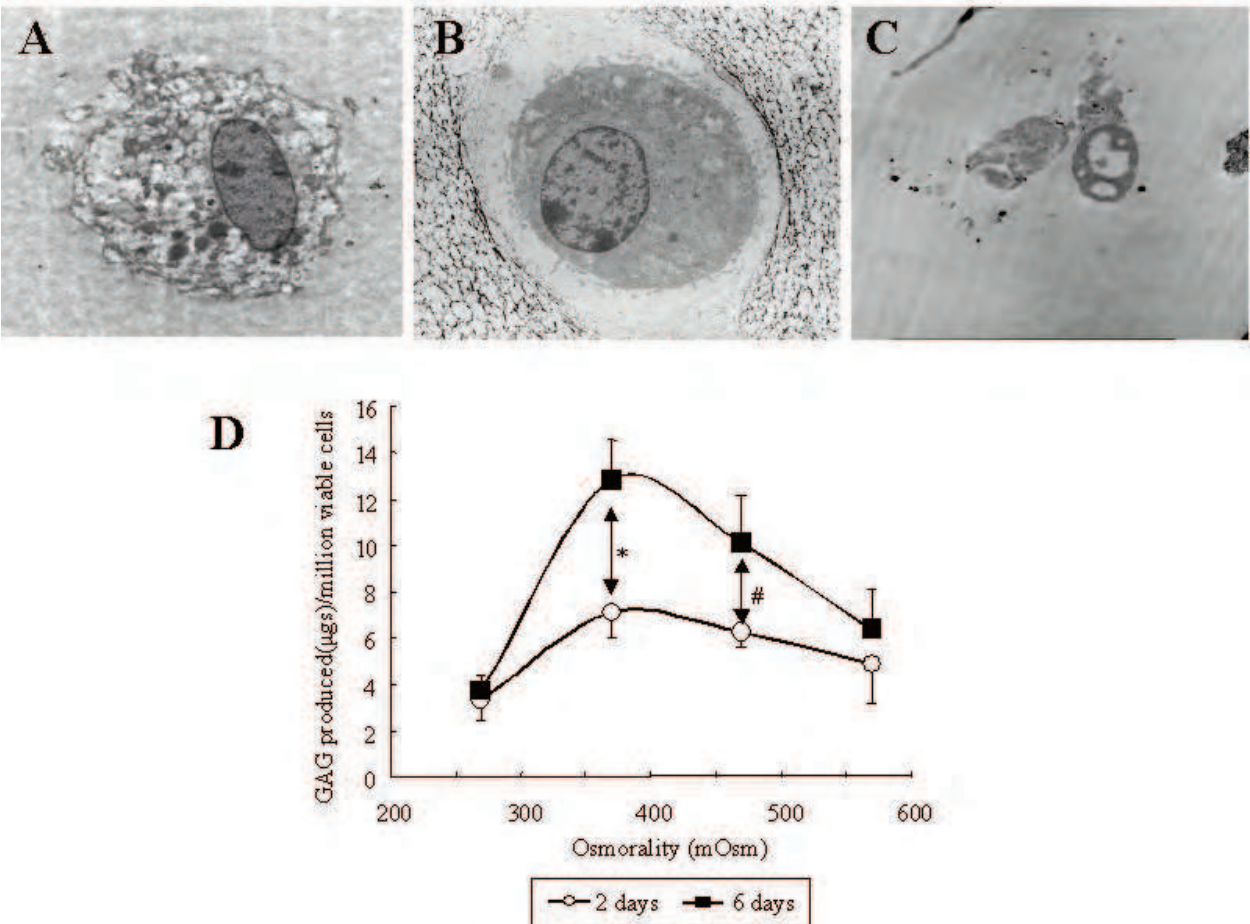 A
B
C
D
GAG produced(μgs)/million viable cells
16
14
12
10
8
6
4
2
0
*
#
200 300 400 500 600
Osmorality (mOsm)
2 days 6 days